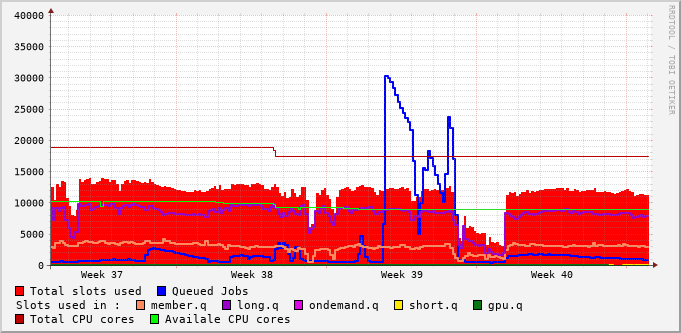 40000
35000
30000
25000
20000
15000
10000
5000
0
Week 37 Week 38 Week 39 Week 40
Total slots used Queued Jobs
Slots used in : member.q long.q ondemand.q short.q gpu.q
Total CPU cores Availale CPU cores
RRDTOOL / TOBI OETIKER